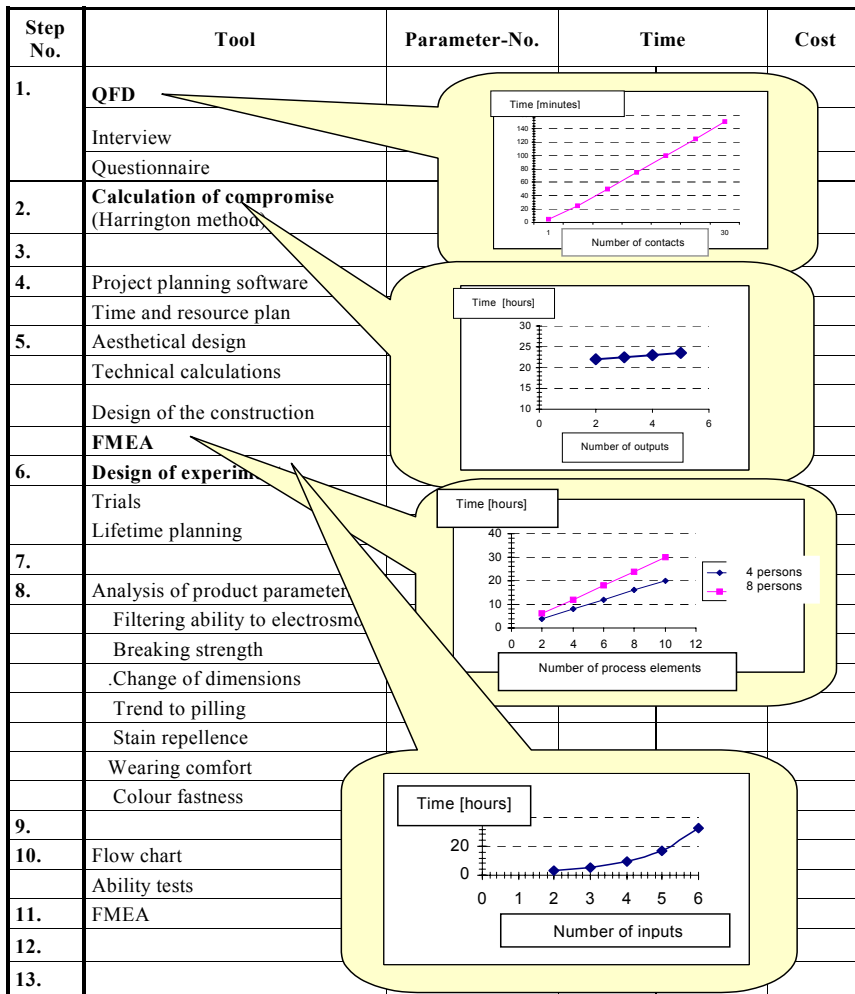 Step No.
Tool
Parameter-No.
Time
Cost
1.
QFD
Interview
Questionnaire
2.
Calculation of compromise
(Harrington method)
3.
4.
Project planning software
Time and resource plan
5.
Aesthetical design
Technical calculations
Design of the construction
FMEA
6.
Design of
Trials
Lifetime planning
7.
8.
Analysis of product parameter
Filtering ability to
Breaking strength
.Change of dimensions
Trend to pilling
Stain repellence
Wearing comfort
Colour fastness
9.
10.
Flow chart
Ability tests
11.
FMEA
12.
13.
Time [minutes]
140
120
100
80
60
40
20
0
1
30
Number of contacts
Time [hours]
30
25
20
15
10
0
2
4
6
Number of outputs
Time [hours]
40
30
20
10
0
0 2 4 6 8 10 12
4 persons
8 persons
Number of process elements
Time [hours]
20
0
0 1 2 3 4 5 6
Number of inputs